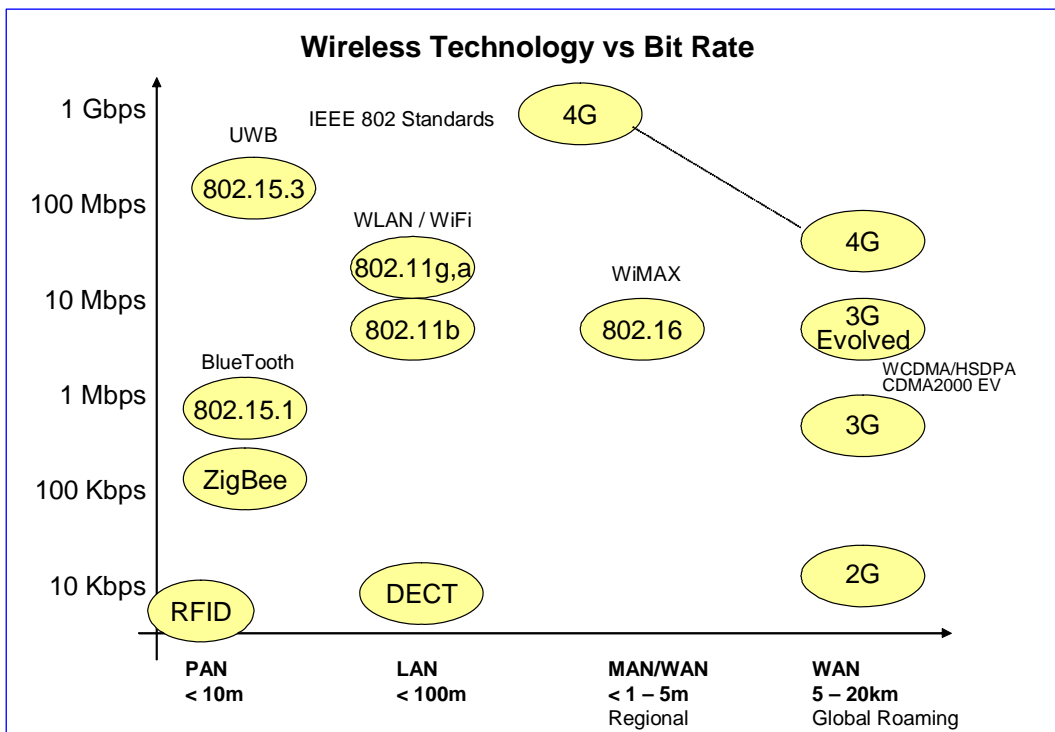 Wireless Technology vs Bit Rate
1 Gbps
IEEE 802 Standards
4G
UWB
802.15.3
100 Mbps
WLAN / WiFi
4G
802.11g,a
WiMAX
10 Mbps
802.11b
802.16
3G
Evolved
BlueTooth
WCDMA/HSDPA
CDMA2000 EV
1 Mbps
802.15.1
3G
ZigBee
100 Kbps
2G
10 Kbps
DECT
RFID
PAN
< 10m
LAN
< 100m
MAN/WAN
< 1 – 5m
Regional
WAN
5 – 20km
Global Roaming